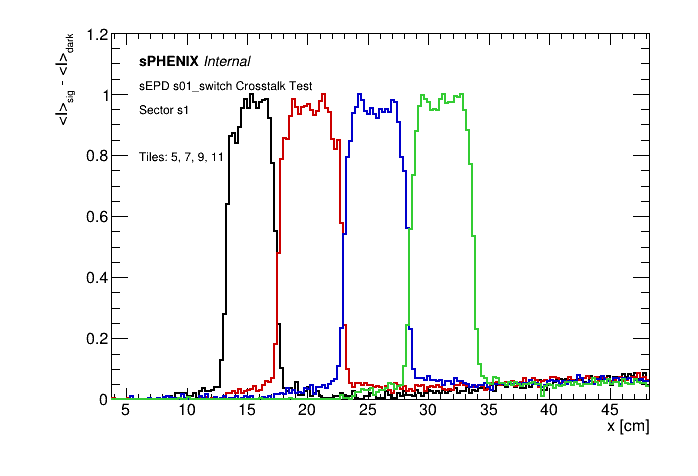 <I>sig - <I>dark
1.2
1
0.8
0.6
0.4
0.2
0
sPHENIX Internal
sEPD s01_switch Crosstalk Test
Sector s1
Tiles: 5, 7, 9, 11
5 10 15 20 25 30 35 40 45
x [cm]